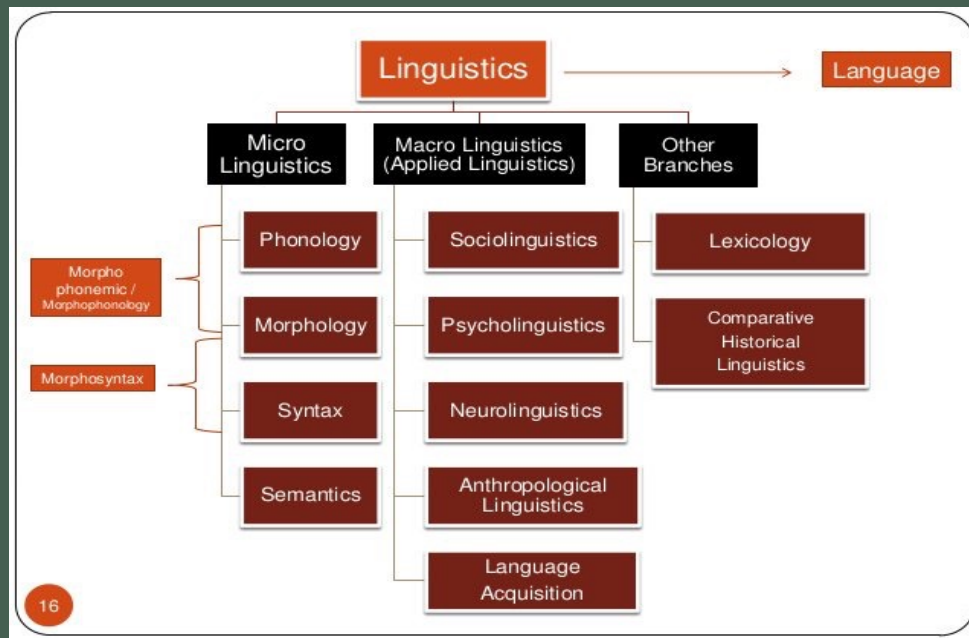 Linguistics
Language
Micro
Linguistics
Macro Linguistics
(Applied Linguistics)
Other
Branches
Morpho
phonemic /
Morphophonology
Morphosyntax
Phonology
Morphology
Syntax
Semantics
Sociolinguistics
Psycholinguistics
Neurolinguistics
Anthropological
Linguistics
Language
Acquisition
Lexicology
Comparative
Historical
Linguistics
16